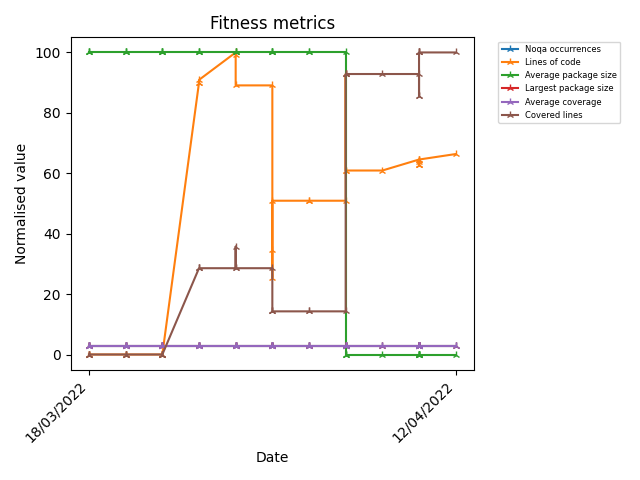 Fitness metrics
Normalised value
100
80
60
40
20
0
18/03/2022
12/04/2022
Date
Noqa occurrences
Lines of code
Average package size
Largest package size
Average coverage
Covered lines